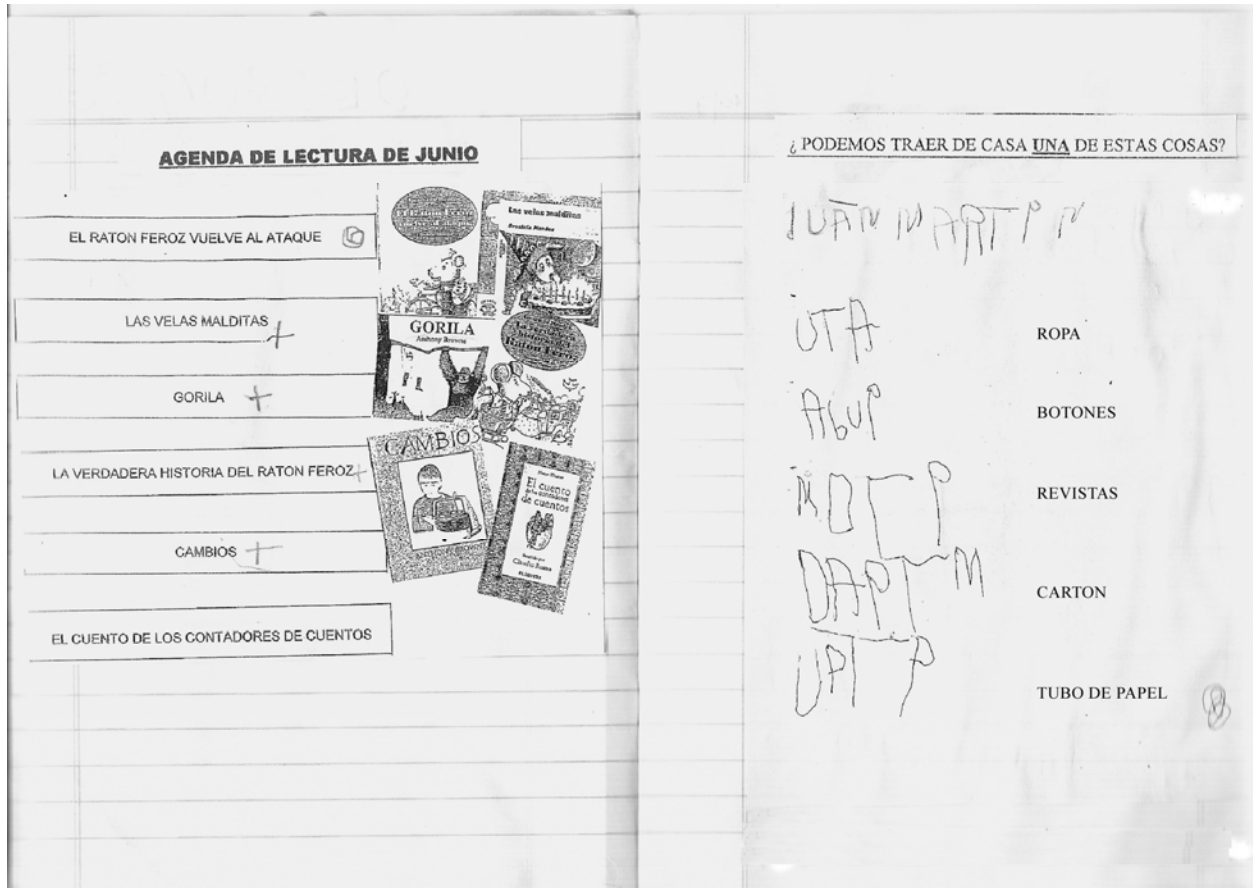 AGENDA DE LECTURA DE JUNIO
EL RATON FEROZ VUELVE AL ATAQUE
LAS VELAS MALDITAS
GORILA
LA VERDADERA HISTORIA DEL RATON FEROZ
CAMBIOS
EL CUENTO DE LOS CONTADORES DE CUENTOS
Las velas malditas
GORILA
Anthony Browne
CAMBIOS
El cuento
de los contadores
de cuentos
¿ PODEMOS TRAER DE CASA UNA DE ESTAS COSAS?
JUAN MARTIN
UTA
ROPA
BOTONES
REVISTAS
CARTON
TUBO DE PAPEL